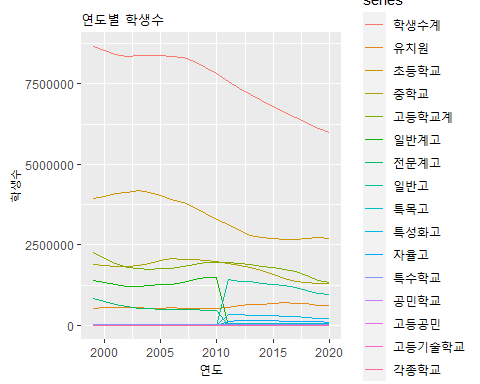 연도별 학생수
series
7500000
5000000
2500000
0
학생수
2000
2005
2010
2015
2020
연도
학생수계
유치원
초등학교
중학교
고등학교계
일반계고
전문계고
일반고
특목고
특성화고
자율고
특수학교
공민학교
고등공민
고등기술학교
각종학교